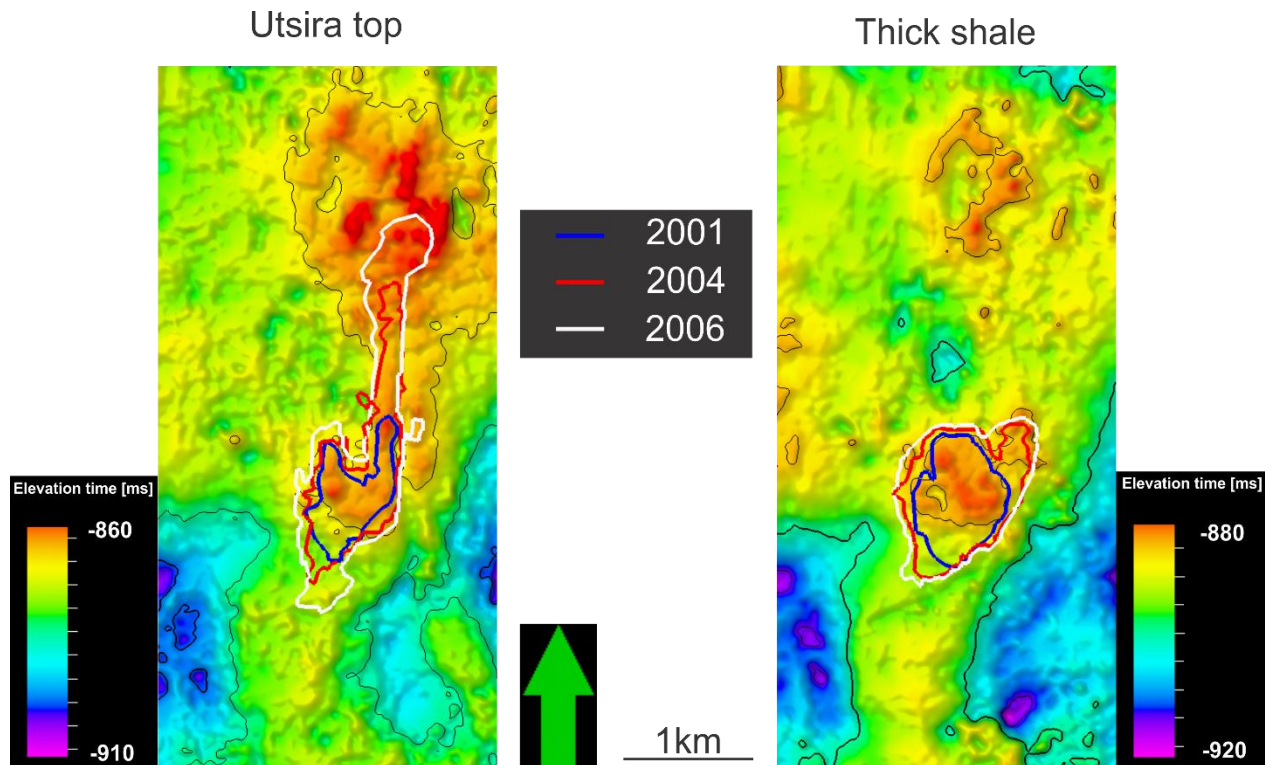 Utsira top
Thick shale
2001
2004
2006
Elevation time [ms]
-860
-910
1km
Elevation time [ms]
-880
-920